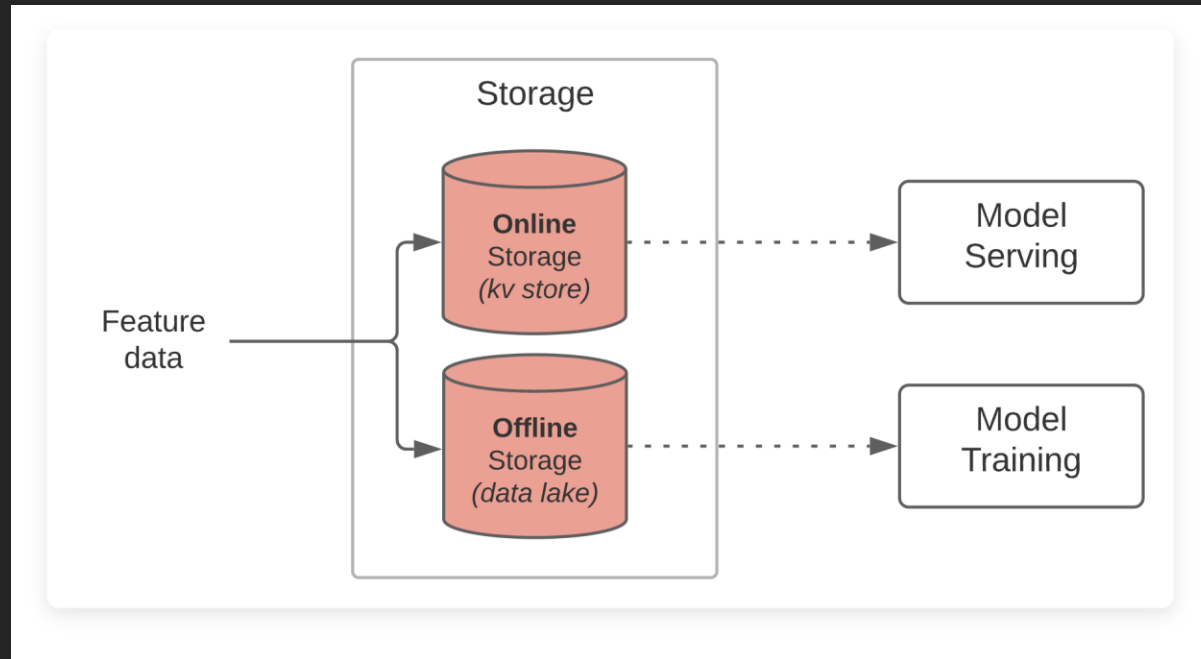 Storage
Online
Storage
(kv store)
Model
Serving
Feature
data
Offline
Storage
(data lake)
Model
Training